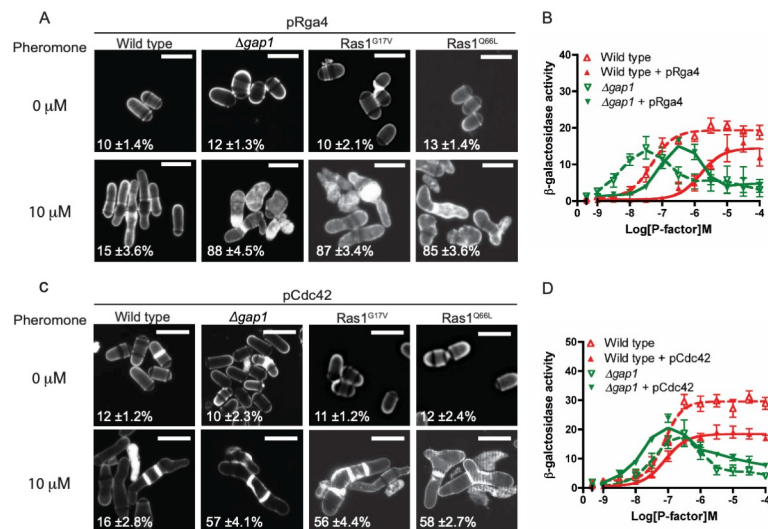 A
pRga4
Pheromone
Wild type
Δgap1
Ras1G17V
Ras1Q66L
0 μM
10 ±1.4%
12 ±1.3%
10 ±2.1%
13 ±1.4%
10 μM
15 ±3.6%
88 ±4.5%
87 ±3.4%
85 ±3.6%
B
Wild type
Wild type + pRga4
Δgap1
Δgap1 + pRga4
β-galactosidase activity
40
30
20
10
0
-9 -8 -7 -6 -5 -4
Log[P-factor]M
C
pCdc42
Pheromone
Wild type
Δgap1
Ras1G17V
Ras1Q66L
0 μM
12 ±1.2%
10 ±2.3%
11 ±1.2%
12 ±2.4%
10 μM
16 ±2.8%
57 ±4.1%
56 ±4.4%
58 ±2.7%
D
Wild type
Wild type + pCdc42
Δgap1
Δgap1 + pCdc42
β-galctosidase activity
50
40
30
20
10
0
-9 -8 -7 -6 -5 -4
Log[P-factor]M